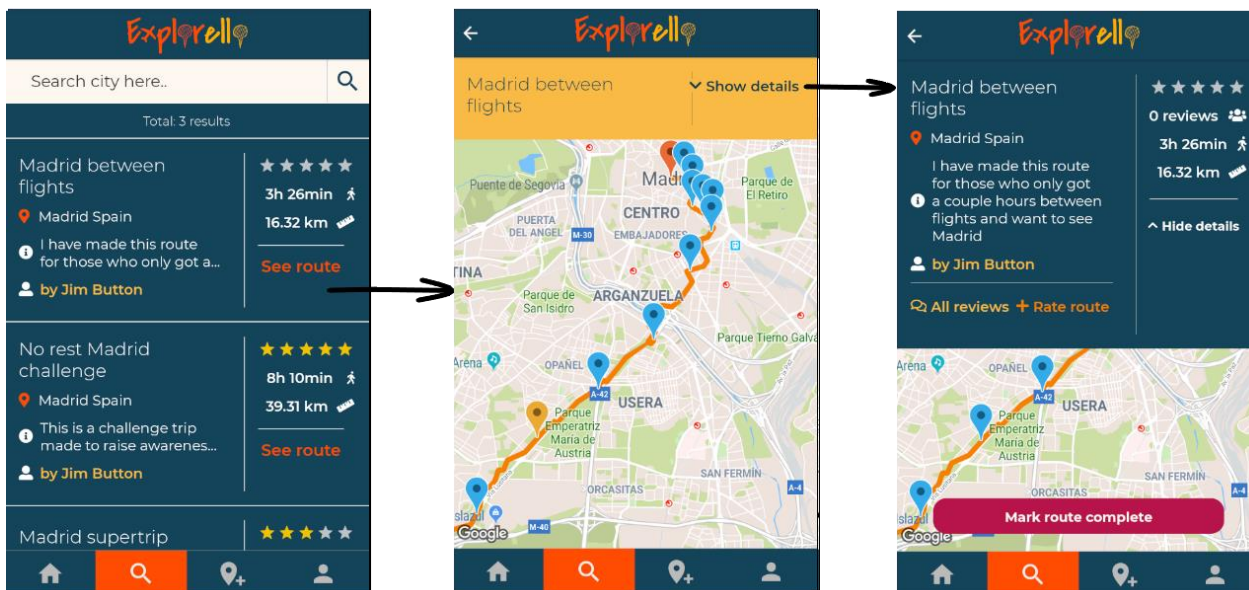 Explorello
Search city here..
Total: 3 results
Madrid between
flights
Madrid Spain
I have made this route
for those who only got a...
by Jim Button
3h 26min
16.32 km
See route
No rest Madrid
challenge
Madrid Spain
This is a challenge trip
made to raise awarenes...
by Jim Button
8h 10min
39.31 km
See route
Madrid supertrip
Explorello
Madrid between
flights
Show details
Puente de Segovia
Madr
Parque de
El Retiro
PUERTA
DEL ANGEL
M-30
CENTRO
EMBAJADORES
TINA
Parque de
San Isidro
ARGANZUELA
Parque Tierno Galva
Arena
OPAÑEL
A-42
USERA
Parque
Emperatriz
María de
Austria
SAN FERMÍN
A-4
ORCASITAS
slazul
M-40
Google
Explorello
Madrid between
flights
Madrid Spain
I have made this route
for those who only got
a couple hours between
flights and want to see
Madrid
by Jim Button
All reviews + Rate route
0 reviews
3h 26min
16.32 km
Hide details
Arena
OPAÑEL
A-42
USERA
Parque
Emperatriz
María de
Austria
SAN FERMÍN
A-4
ORCASITAS
slazul
Mark route complete
Google